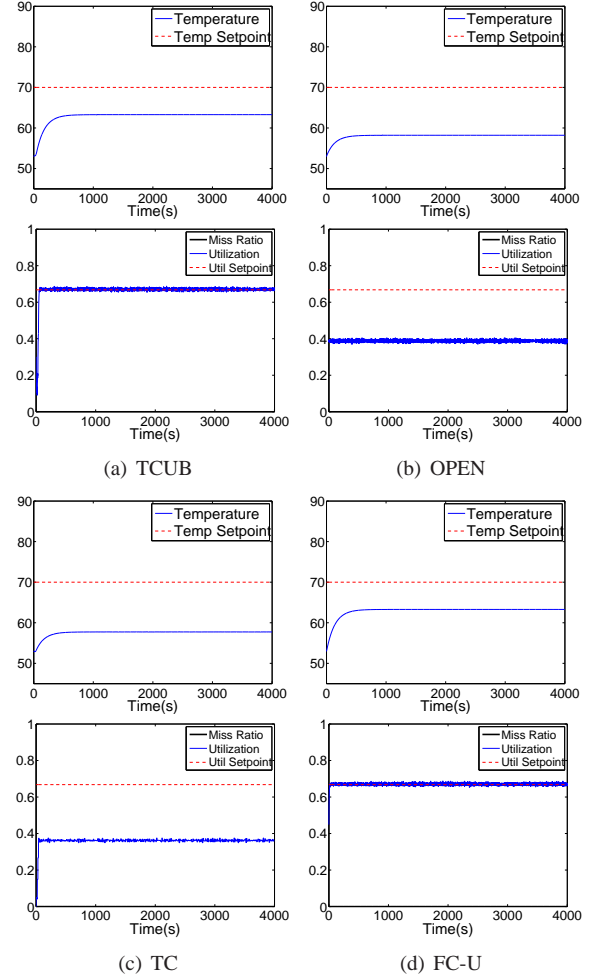 90
80
70
60
50
0 1000 2000 3000 4000
Time(s)
Temperature
Temp Setpoint
90
80
70
60
50
0 1000 2000 3000 4000
Time(s)
Temperature
Temp Setpoint
1
0.8
0.6
0.4
0.2
0
0 1000 2000 3000 4000
Time(s)
Miss Ratio
Utilization
Util Setpoint
1
0.8
0.6
0.4
0.2
0
0 1000 2000 3000 4000
Time(s)
Miss Ratio
Utilization
Util Setpoint
(a) TCUB
(b) OPEN
90
80
70
60
50
0 1000 2000 3000 4000
Time(s)
Temperature
Temp Setpoint
90
80
70
60
50
0 1000 2000 3000 4000
Time(s)
Temperature
Temp Setpoint
1
0.8
0.6
0.4
0.2
0
0 1000 2000 3000 4000
Time(s)
Miss Ratio
Utilization
Util Setpoint
1
0.8
0.6
0.4
0.2
0
0 1000 2000 3000 4000
Time(s)
Miss Ratio
Utilization
Util Setpoint
(c) TC
(d) FC-U